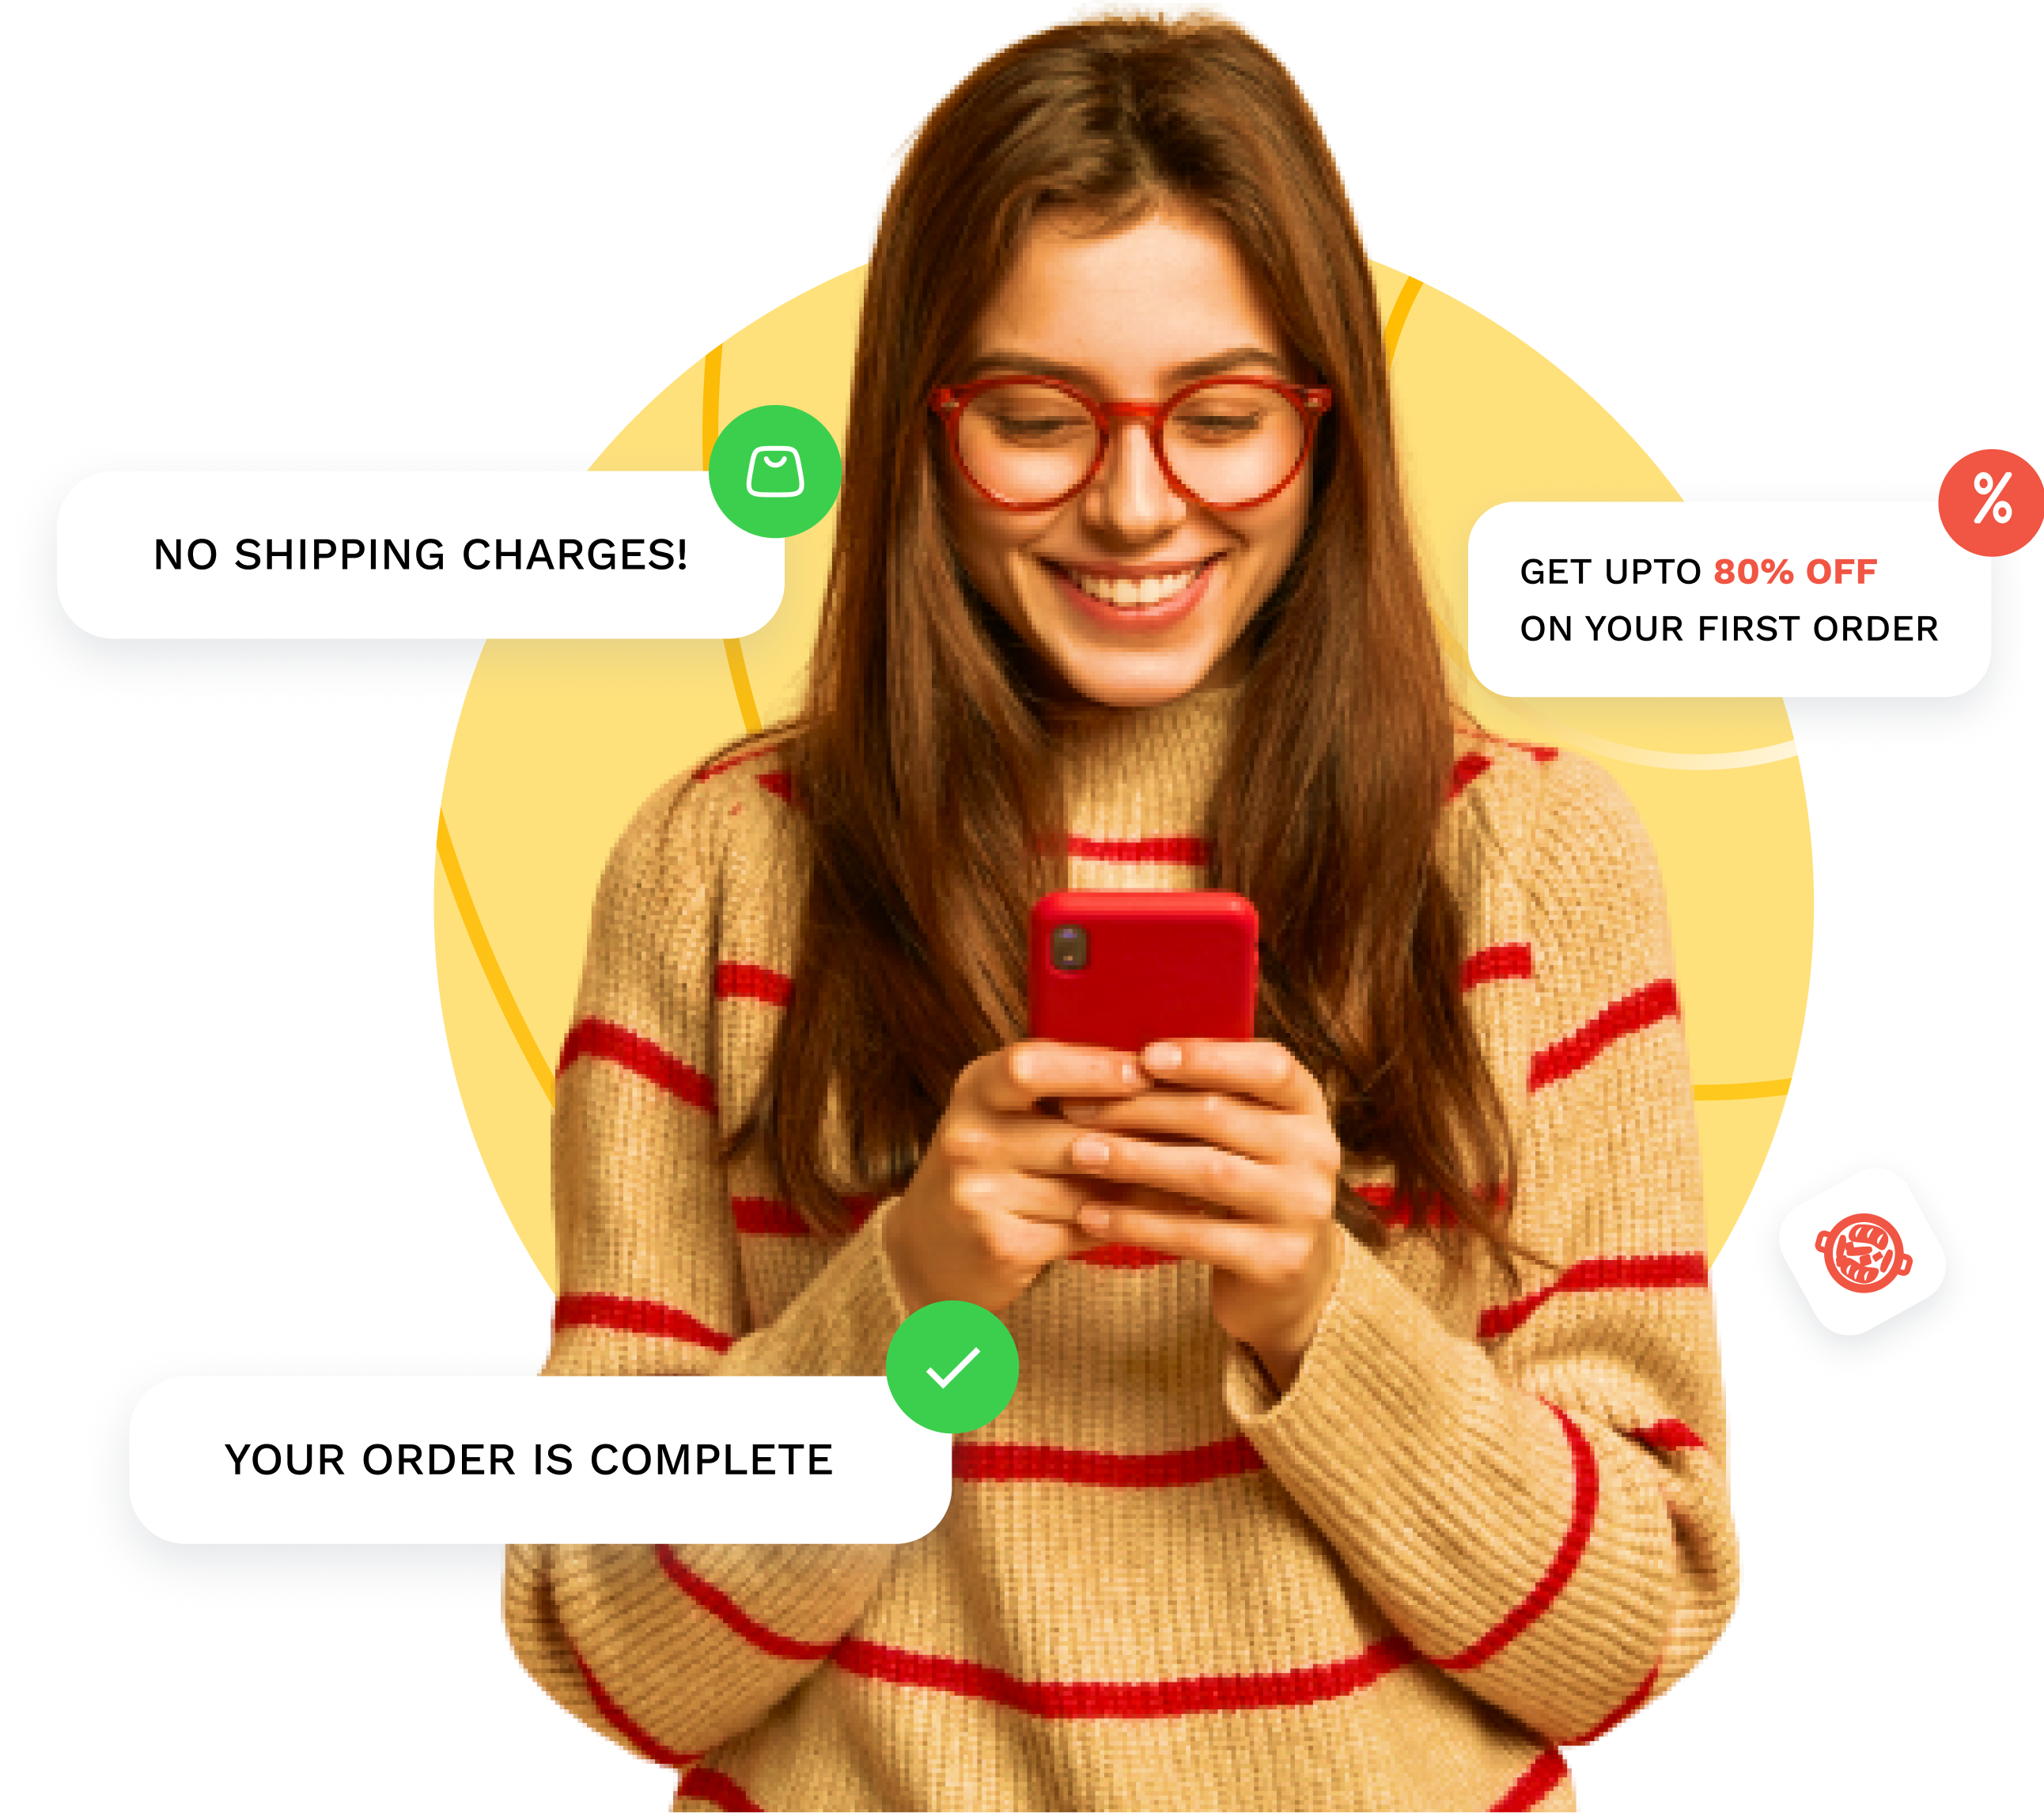 NO SHIPPING CHARGES!
GET UPTO 80% OFF
ON YOUR FIRST ORDER
YOUR ORDER IS COMPLETE